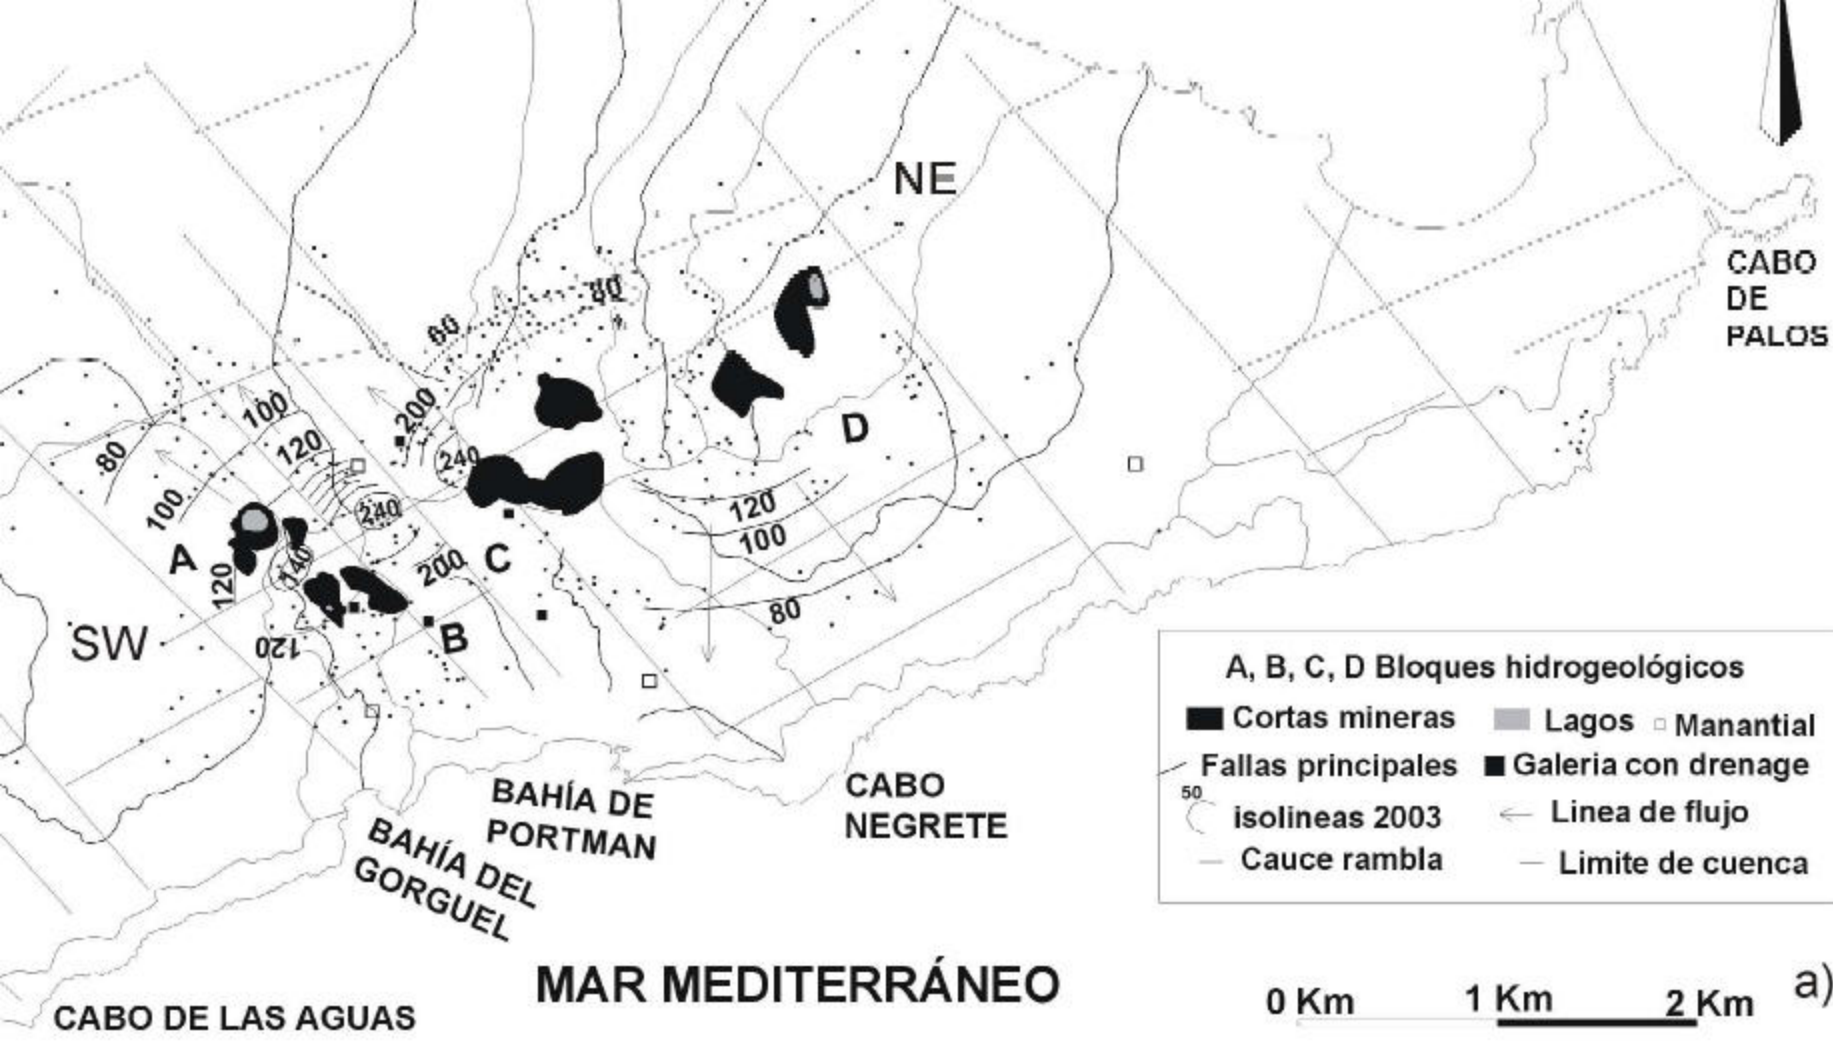 NE
CABO
DE
PALOS
80
60
200
100
120
80
240
D
100
240
120
100
A
140
200
C
120
80
SW
120
B
A, B, C, D Bloques hidrogeológicos
Cortas mineras
Lagos
Manantial
Fallas principales
Galeria con drenage
50
isolineas 2003
Linea de flujo
Cauce rambla
Limite de cuenca
BAHÍA DE
PORTMAN
CABO
NEGRETE
BAHÍA DEL
GORGUEL
MAR MEDITERRÁNEO
CABO DE LAS AGUAS
0 Km
1 Km
2 Km
a)